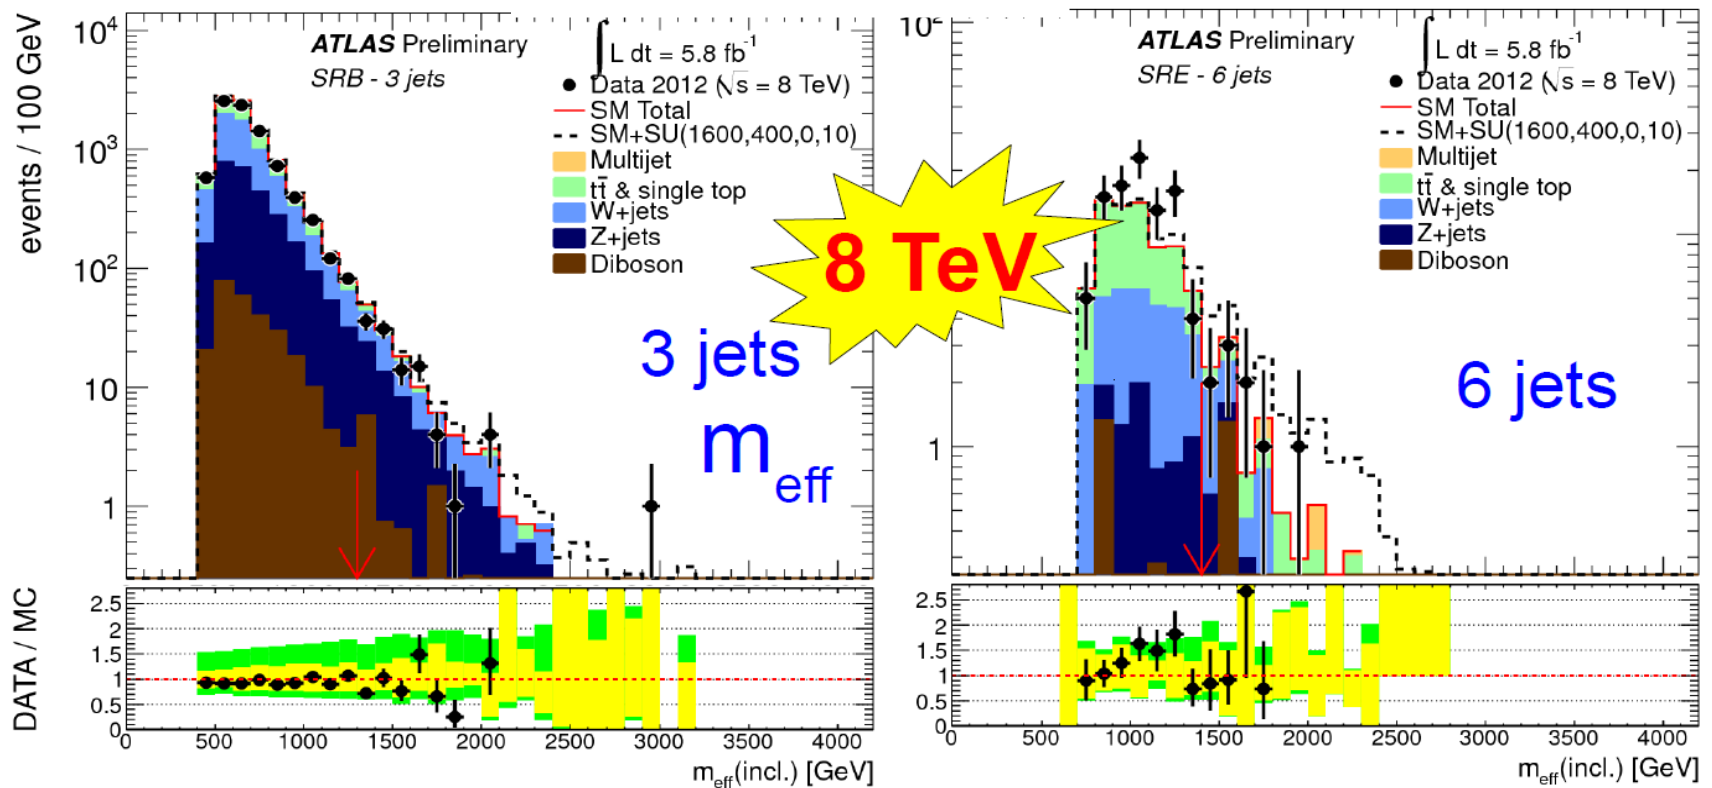 events / 100 GeV
10⁴
10³
10²
10
1
ATLAS Preliminary
SRB - 3 jets
∫ L dt = 5.8 fb⁻¹
Data 2012 (√s = 8 TeV)
SM Total
SM+SU(1600,400,0,10)
Multijet
tt̄ & single top
W+jets
Z+jets
Diboson
3 jets
m_eff
DATA / MC
2.5
2
1.5
1
0.5
0
0 500 1000 1500 2000 2500 3000 3500 4000
m_eff(incl.) [GeV]
8 TeV
10²
1
ATLAS Preliminary
SRE - 6 jets
∫ L dt = 5.8 fb⁻¹
Data 2012 (√s = 8 TeV)
SM Total
SM+SU(1600,400,0,10)
Multijet
tt̄ & single top
W+jets
Z+jets
Diboson
6 jets
2.5
2
1.5
1
0.5
0
0 500 1000 1500 2000 2500 3000 3500 4000
m_eff(incl.) [GeV]